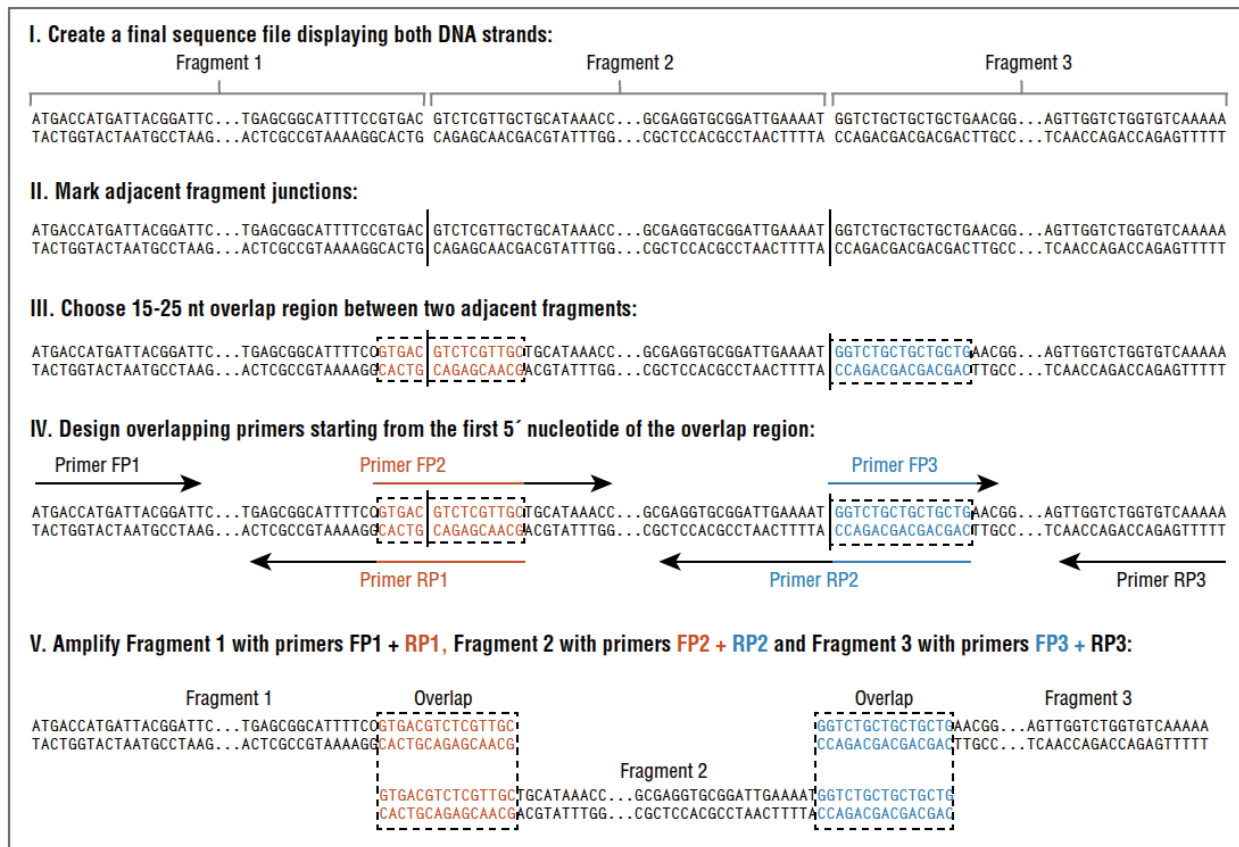 I. Create a final sequence file displaying both DNA strands:
Fragment 1 Fragment 2 Fragment 3
ATGACCATGATTACGGATTC...TGAGCGGCATTTTCCGTGAC GTCTCGTTGCTGCATAAACC...GCGAGGTGCGGATTGAAAAT GGTCTGCTGCTGCTGAACGG...AGTTGGTCTGGTGTCAAAAA
TACTGGTACTAATGCCTAAG...ACTCGCCGTAAAAGGCACTG CAGAGCAACGACGTATTTGG...CGCTCCACGCCTAACTTTTA CCAGACGACGACGACTTGCC...TCAACCAGACCAGAGTTTTT
II. Mark adjacent fragment junctions:
ATGACCATGATTACGGATTC...TGAGCGGCATTTTCCGTGAC GTCTCGTTGCTGCATAAACC...GCGAGGTGCGGATTGAAAAT GGTCTGCTGCTGCTGAACGG...AGTTGGTCTGGTGTCAAAAA
TACTGGTACTAATGCCTAAG...ACTCGCCGTAAAAGGCACTG CAGAGCAACGACGTATTTGG...CGCTCCACGCCTAACTTTTA CCAGACGACGACGACTTGCC...TCAACCAGACCAGAGTTTTT
III. Choose 15-25 nt overlap region between two adjacent fragments:
ATGACCATGATTACGGATTC...TGAGCGGCATTTTCCGTGAC GTCTCGTTGCTGCATAAACC...GCGAGGTGCGGATTGAAAAT GGTCTGCTGCTGCTGAACGG...AGTTGGTCTGGTGTCAAAAA
TACTGGTACTAATGCCTAAG...ACTCGCCGTAAAAGGCACTG CAGAGCAACGACGTATTTGG...CGCTCCACGCCTAACTTTTA CCAGACGACGACGACTTGCC...TCAACCAGACCAGAGTTTTT
IV. Design overlapping primers starting from the first 5´ nucleotide of the overlap region:
Primer FP1 Primer FP2 Primer FP3
ATGACCATGATTACGGATTC...TGAGCGGCATTTTCCGTGAC GTCTCGTTGCTGCATAAACC...GCGAGGTGCGGATTGAAAAT GGTCTGCTGCTGCTGAACGG...AGTTGGTCTGGTGTCAAAAA
TACTGGTACTAATGCCTAAG...ACTCGCCGTAAAAGGCACTG CAGAGCAACGACGTATTTGG...CGCTCCACGCCTAACTTTTA CCAGACGACGACGACTTGCC...TCAACCAGACCAGAGTTTTT
Primer RP1 Primer RP2 Primer RP3
V. Amplify Fragment 1 with primers FP1 + RP1, Fragment 2 with primers FP2 + RP2 and Fragment 3 with primers FP3 + RP3:
Fragment 1 Overlap Overlap Fragment 3
ATGACCATGATTACGGATTC...TGAGCGGCATTTTCCGTGACGTCTCGTTGC GGTCTGCTGCTGCTGAACGG...AGTTGGTCTGGTGTCAAAAA
TACTGGTACTAATGCCTAAG...ACTCGCCGTAAAAGGCACTGCAGAGCAACG CCAGACGACGACGACTTGCC...TCAACCAGACCAGAGTTTTT
Fragment 2
GTGACGTCTCGTTGCTGCATAAACC...GCGAGGTGCGGATTGAAAATGGTCTGCTGCTGCTG
CACTGCAGAGCAACGACGTATTTGG...CGCTCCACGCCTAACTTTTACCAGACGACGACGAC